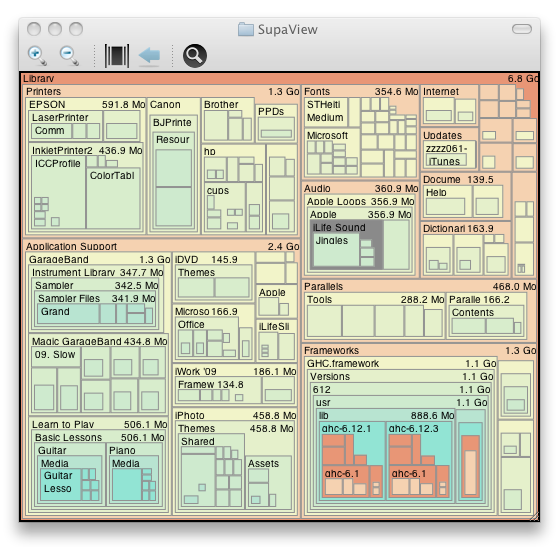 SupaView
Library 6.8 Go
Printers 1.3 Go
EPSON 591.8 Mo
LaserPrinter
Comm
InkjetPrinter2 436.9 Mo
ICCProfile
ColorTabl
Canon
BJPrinte
Resour
Brother
PPDs
hp
cups
Fonts 354.6 Mo
STHeiti
Medium
Microsoft
Internet
Updates
zzzz061-
iTunes
Audio 360.9 Mo
Apple Loops 356.9 Mo
Apple 356.9 Mo
iLife Sound
Jingles
Docume 139.5
Help
Dictionari 163.9
Application Support 2.4 Go
GarageBand 1.3 Go
Instrument Library 347.7 Mo
Sampler 342.5 Mo
Sampler Files 341.9 Mo
Grand
Magic GarageBand 434.8 Mo
09. Slow
Learn to Play 506.1 Mo
Basic Lessons 506.1 Mo
Guitar
Media
Guitar
Lesso
Piano
Media
iDVD 145.9
Themes
Microso 166.9
Office
Apple
iLifeSli
iWork '09 186.1 Mo
Framew 134.8
iPhoto 458.8 Mo
Themes 458.8 Mo
Shared
Assets
Parallels 468.0 Mo
Tools 288.2 Mo
Paralle 166.2
Contents
Frameworks 1.3 Go
GHC.framework 1.1 Go
Versions 1.1 Go
612 1.1 Go
usr 1.1 Go
lib 888.6 Mo
ghc-6.12.1
ghc-6.1
ghc-6.12.3
ghc-6.1